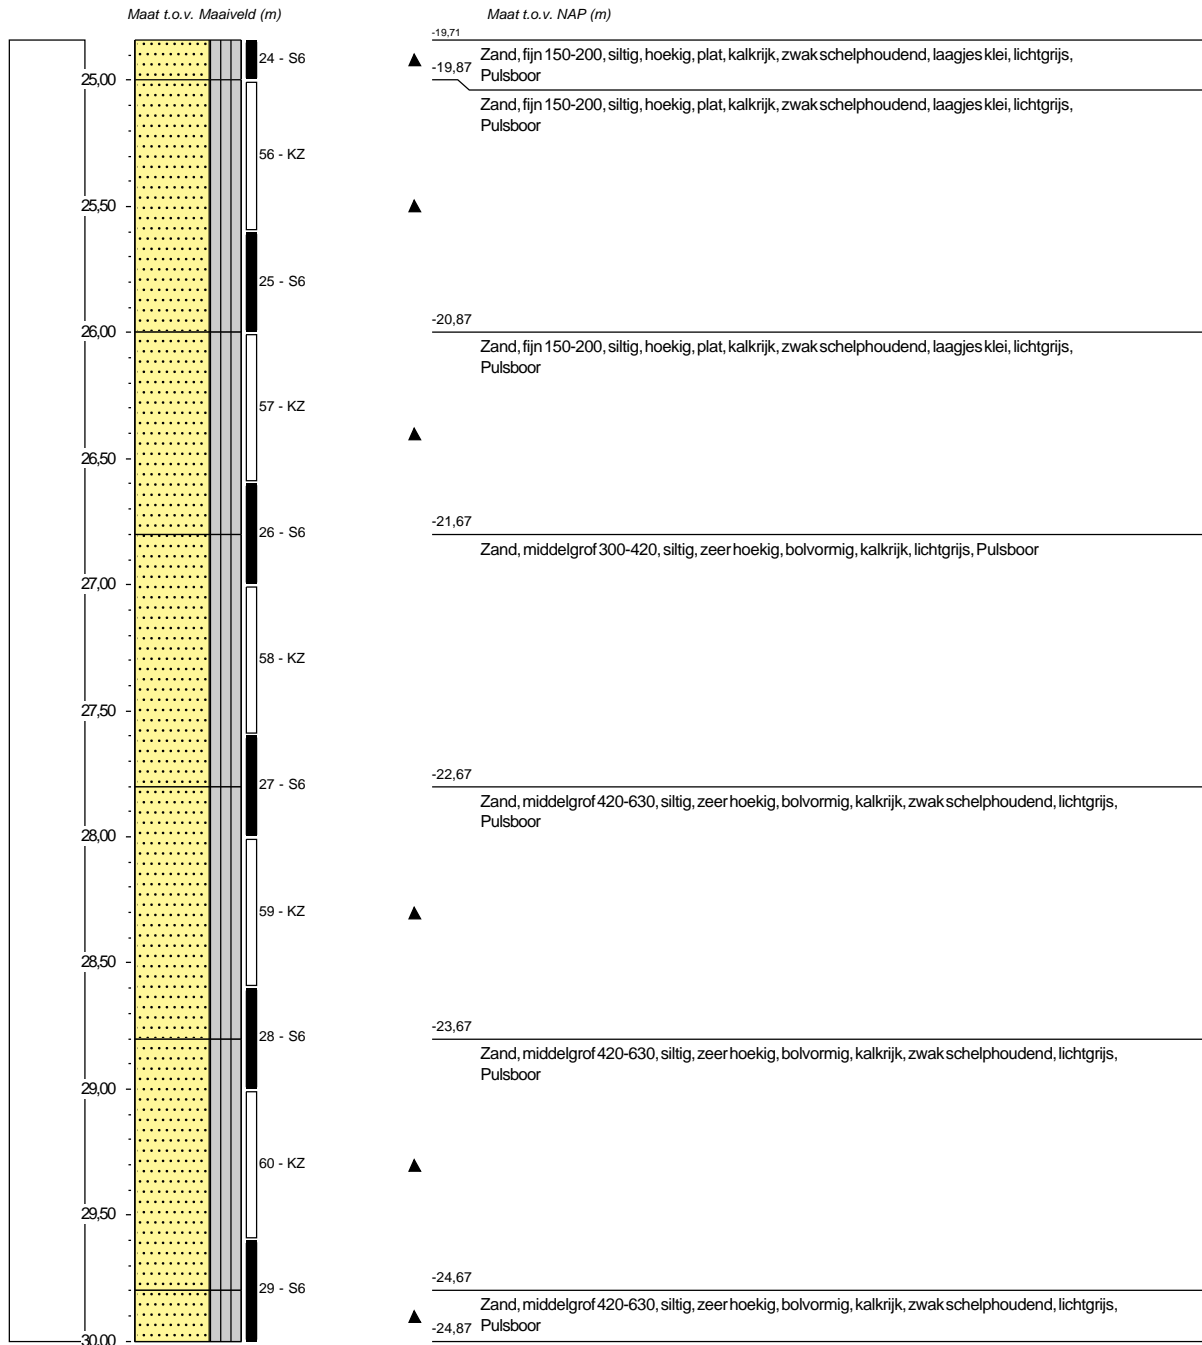 Maat t.o.v. Maaiveld (m)
Maat t.o.v. NAP (m)
-19,71
24 - S6
Zand, fijn 150-200, siltig, hoekig, plat, kalkrijk, zwak schelphoudend, laagjes klei, lichtgrijs,
-19,87
Pulsboor
25,00
Zand, fijn 150-200, siltig, hoekig, plat, kalkrijk, zwak schelphoudend, laagjes klei, lichtgrijs,
Pulsboor
56 - KZ
25,50
25 - S6
-20,87
26,00
Zand, fijn 150-200, siltig, hoekig, plat, kalkrijk, zwak schelphoudend, laagjes klei, lichtgrijs,
Pulsboor
57 - KZ
26,50
-21,67
26 - S6
Zand, middelgrof 300-420, siltig, zeer hoekig, bolvormig, kalkrijk, lichtgrijs, Pulsboor
27,00
58 - KZ
27,50
-22,67
27 - S6
Zand, middelgrof 420-630, siltig, zeer hoekig, bolvormig, kalkrijk, zwak schelphoudend, lichtgrijs,
Pulsboor
28,00
59 - KZ
28,50
-23,67
28 - S6
Zand, middelgrof 420-630, siltig, zeer hoekig, bolvormig, kalkrijk, zwak schelphoudend, lichtgrijs,
Pulsboor
29,00
60 - KZ
29,50
-24,67
29 - S6
Zand, middelgrof 420-630, siltig, zeer hoekig, bolvormig, kalkrijk, zwak schelphoudend, lichtgrijs,
-24,87
Pulsboor
30,00